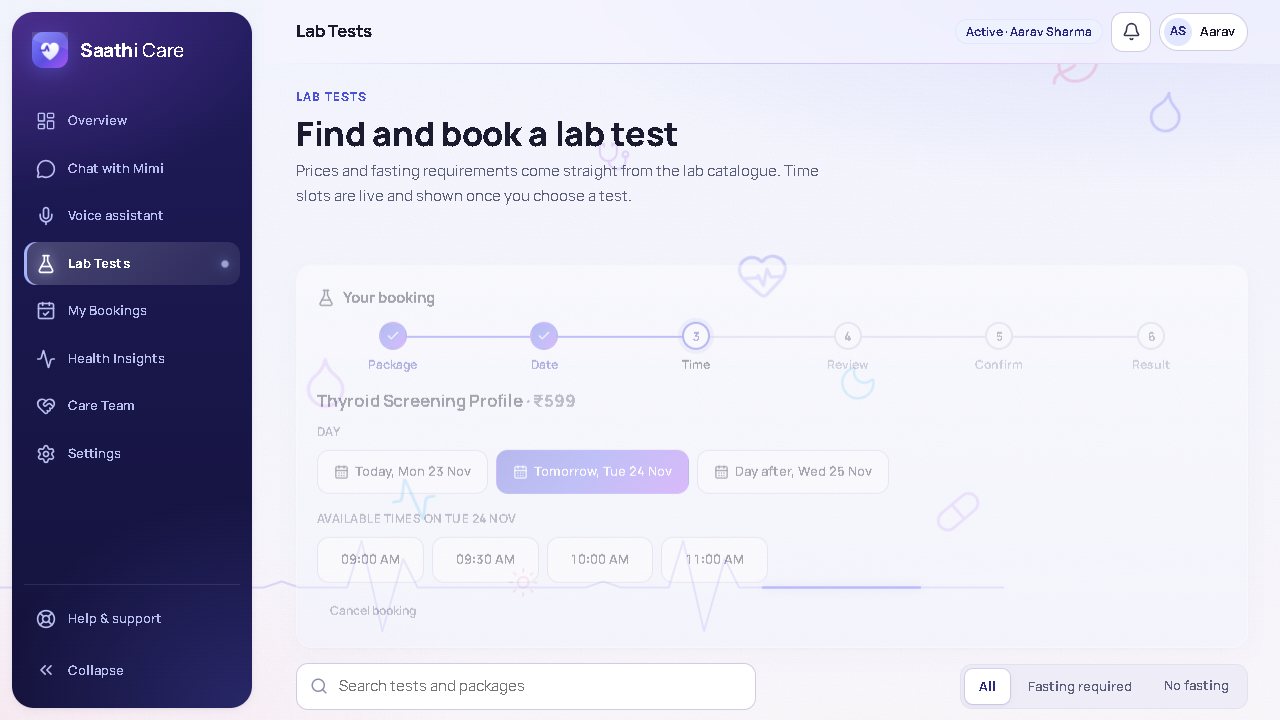 Saathi Care
Overview
Chat with Mimi
Voice assistant
Lab Tests
My Bookings
Health Insights
Care Team
Settings
Help & support
Collapse
Lab Tests
Active · Aarav Sharma
AS Aarav
LAB TESTS
Find and book a lab test
Prices and fasting requirements come straight from the lab catalogue. Time
slots are live and shown once you choose a test.
Your booking
3 4 5 6
Package Date Time Review Confirm Result
Thyroid Screening Profile · ₹599
DAY
Today, Mon 23 Nov Tomorrow, Tue 24 Nov Day after, Wed 25 Nov
AVAILABLE TIMES ON TUE 24 NOV
09:00 AM 09:30 AM 10:00 AM 11:00 AM
Cancel booking
Search tests and packages
All Fasting required No fasting